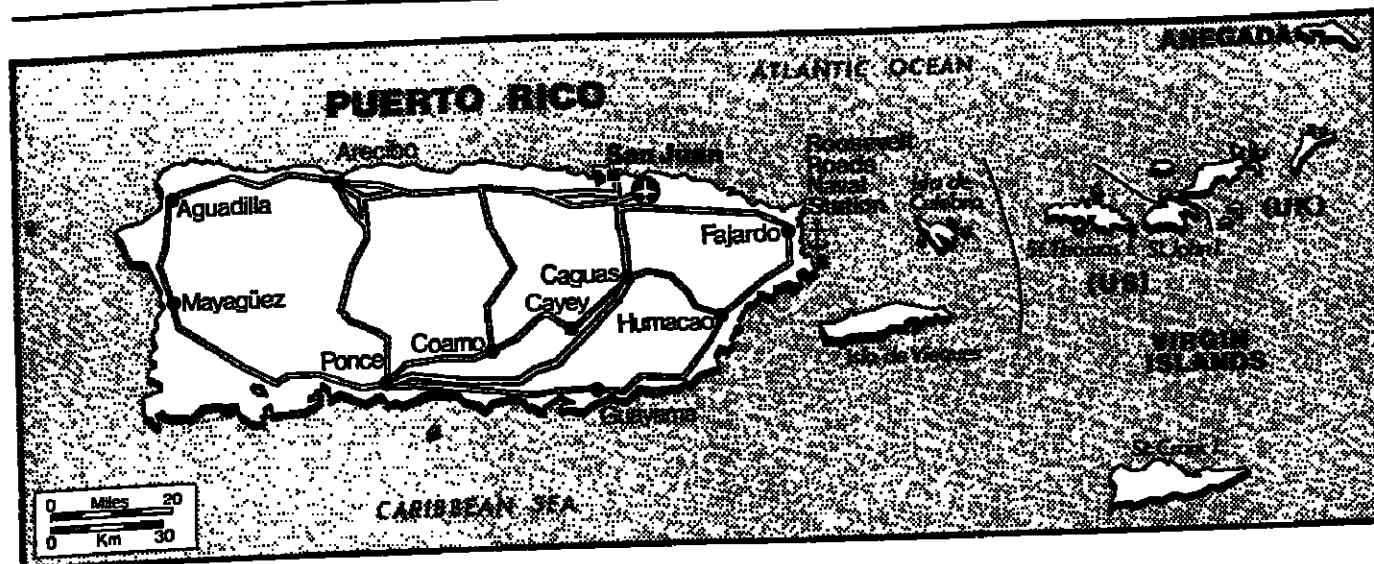 ANEGADA
ATLANTIC OCEAN
PUERTO RICO
Arecibo
San Juan
Roosevelt
Roads
Naval
Station
Isla de
Culebra
Aguadilla
Fajardo
(UK)
St Thomas I
St John I
(US)
Caguas
Mayagüez
Cayey
Humacao
Coamo
Ponce
Isla de Vieques
VIRGIN
ISLANDS
Guayama
St Croix I
CARIBBEAN SEA
0 Miles 20
0 Km 30